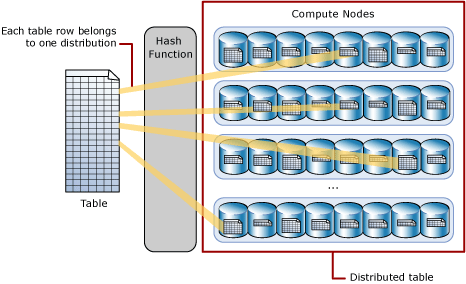 Compute Nodes
Each table row belongs
to one distribution
Hash
Function
...
Table
Distributed table